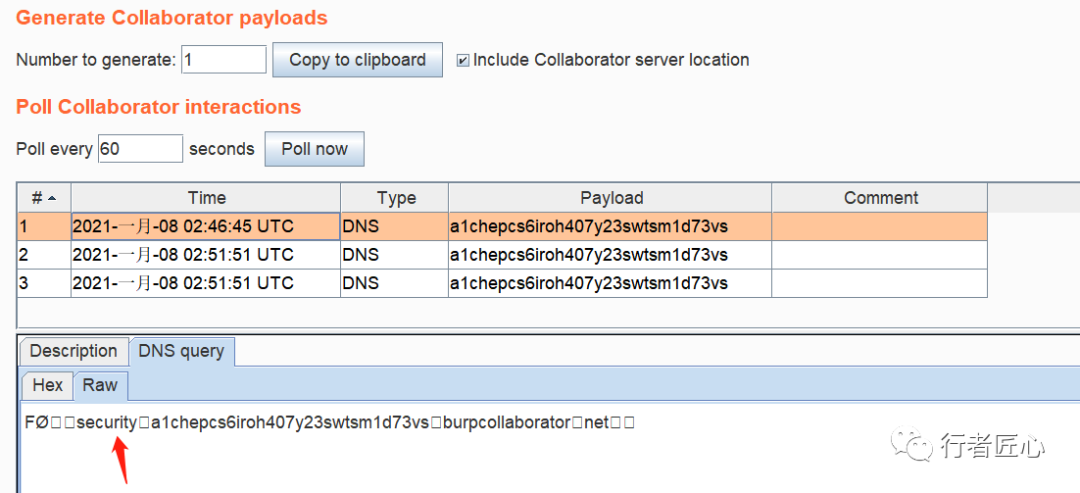 Generate Collaborator payloads
Number to generate: 1 Copy to clipboard Include Collaborator server location
Poll Collaborator interactions
Poll every 60 seconds Poll now
# Time Type Payload Comment
1 2021-一月-08 02:46:45 UTC DNS a1chepcs6iroh407y23swtsm1d73vs
2 2021-一月-08 02:51:51 UTC DNS a1chepcs6iroh407y23swtsm1d73vs
3 2021-一月-08 02:51:51 UTC DNS a1chepcs6iroh407y23swtsm1d73vs
Description DNS query
Hex Raw
FØ□□security□a1chepcs6iroh407y23swtsm1d73vs□burpcollaborator□net□□
行者匠心